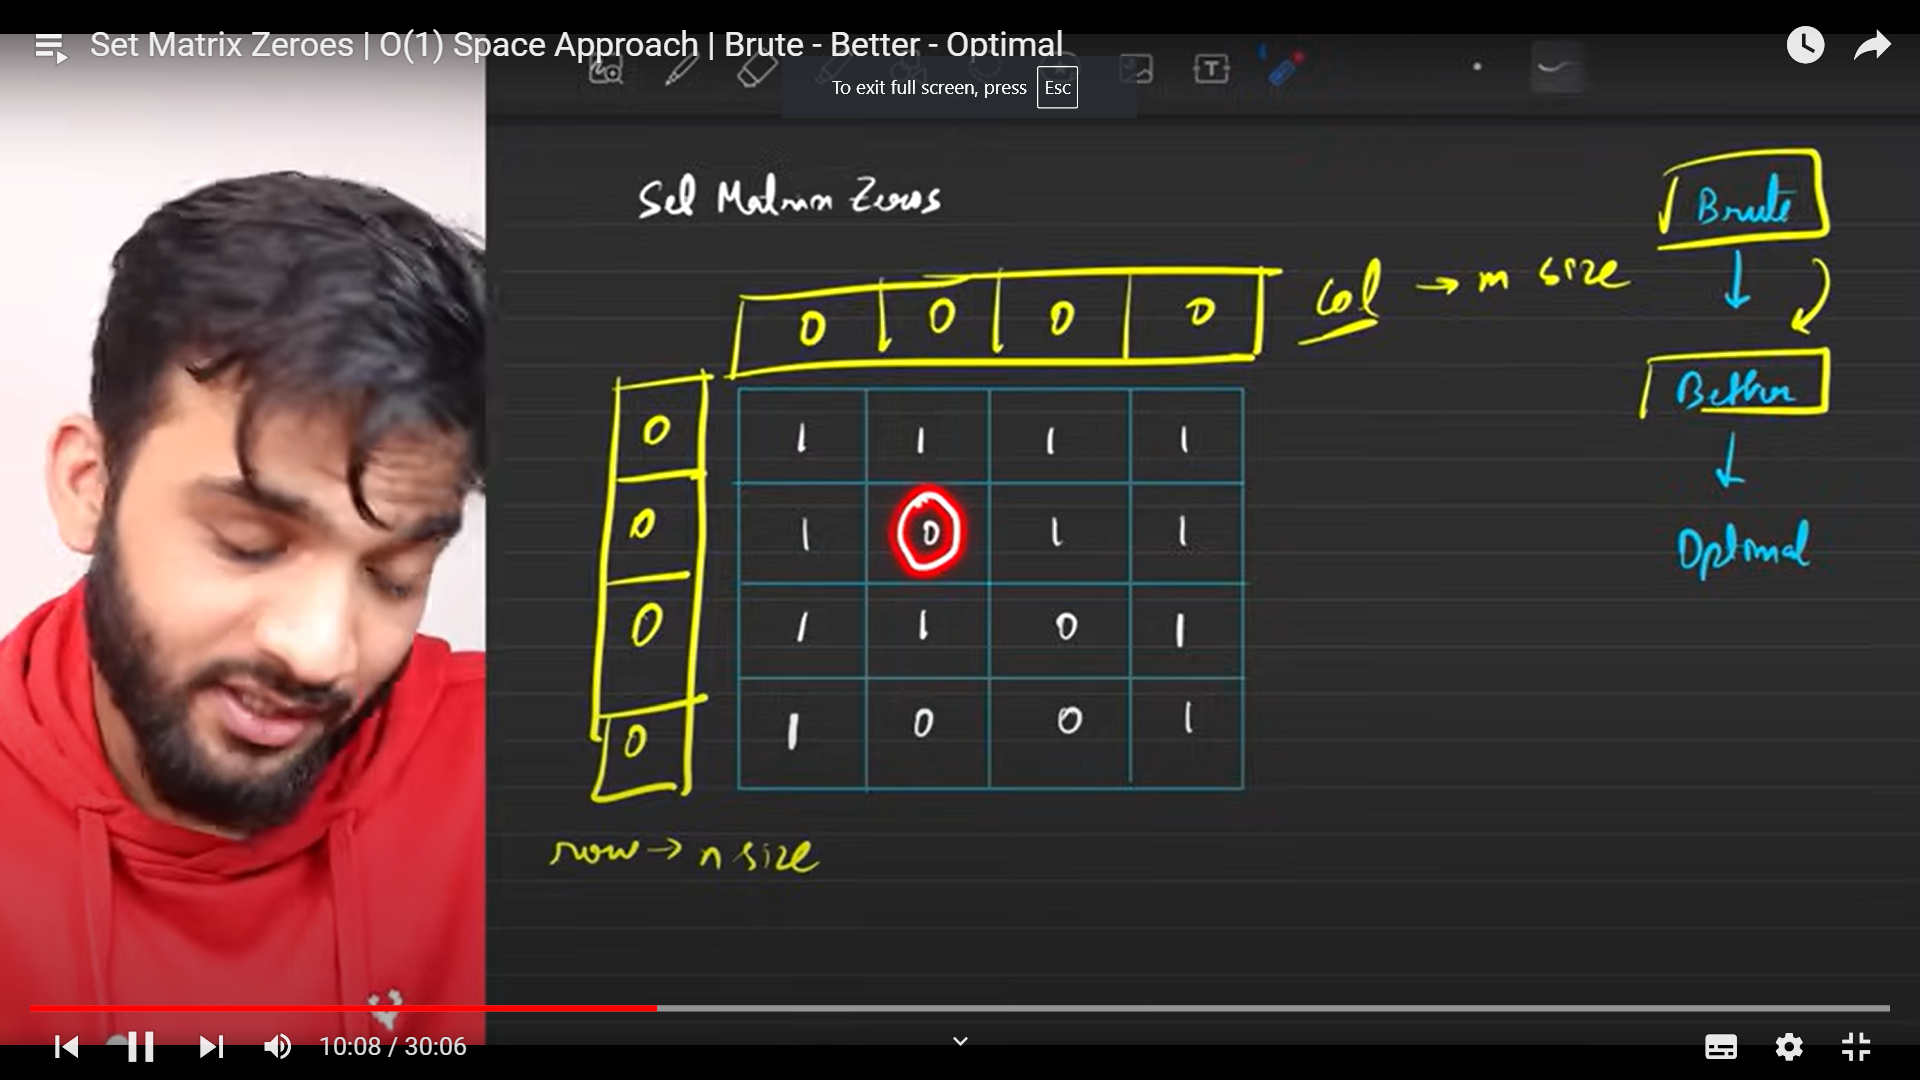 Set Matrix Zeroes | O(1) Space Approach | Brute - Better - Optimal
To exit full screen, press Esc
T
Set Matrix Zeros
Brute
0 0 0 0 col → m size
Better
0 1 1 1 1
0 1 0 1 1
Optimal
0 1 1 0 1
0 1 0 0 1
row → n size
10:08 / 30:06